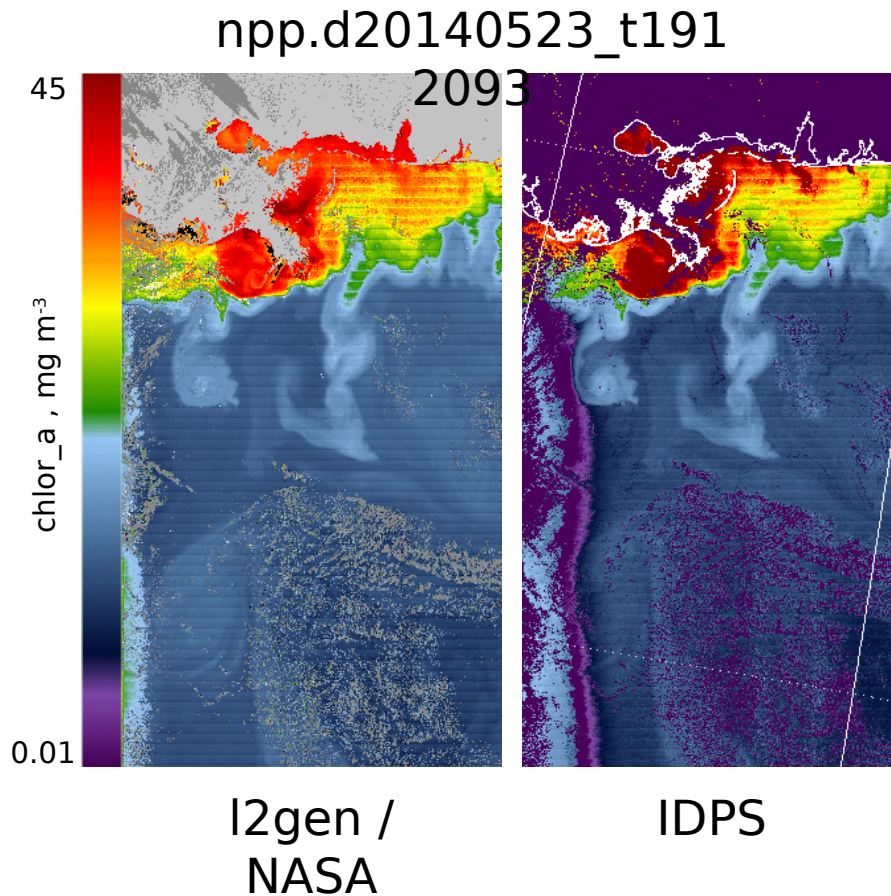 npp.d20140523_t191
2093
45
chlor_a , mg m⁻³
0.01
l2gen /
NASA
IDPS